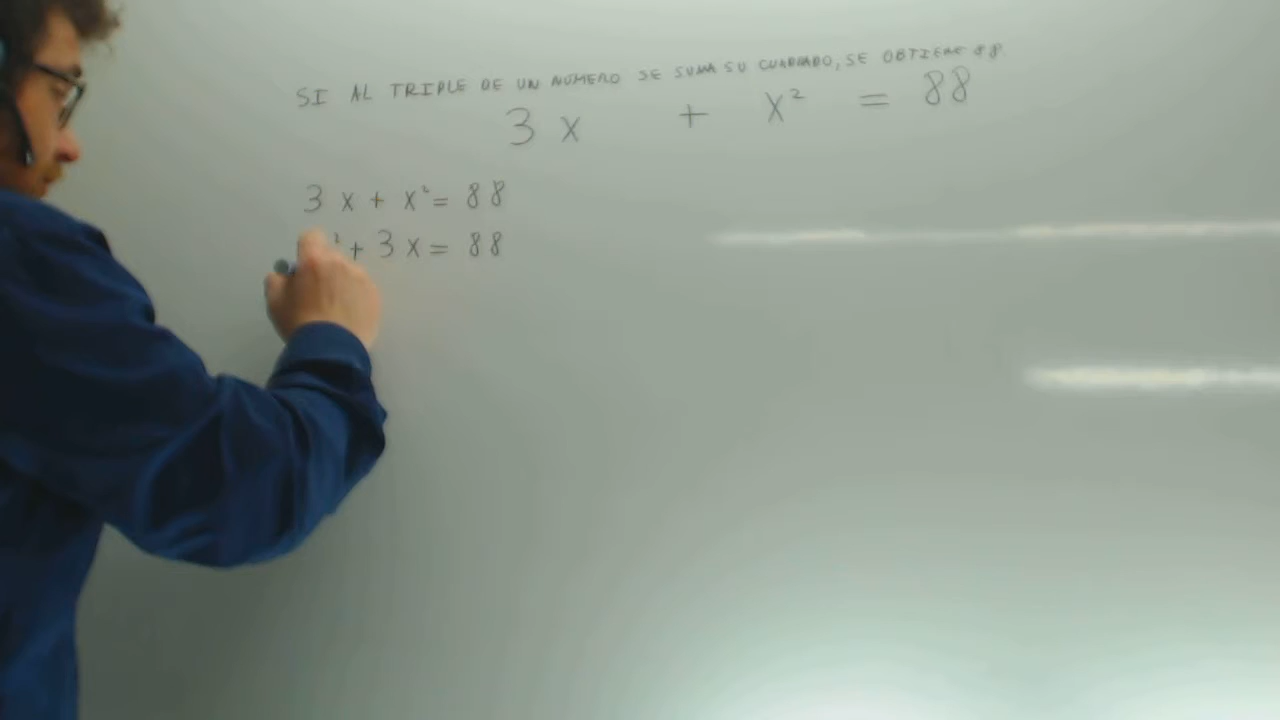 SI AL TRIPLE DE UN NUMERO SE SUMA SU CUADRADO, SE OBTIENE 88
3 x + x² = 88
3 x + x² = 88
² + 3 x = 88